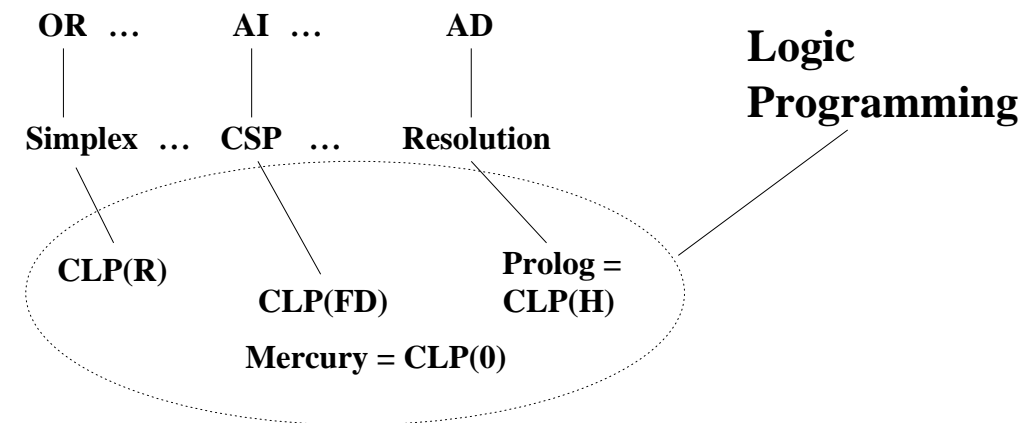 OR … AI … AD
Logic
Programming
Simplex … CSP … Resolution
CLP(R)
Prolog =
CLP(H)
CLP(FD)
Mercury = CLP(0)